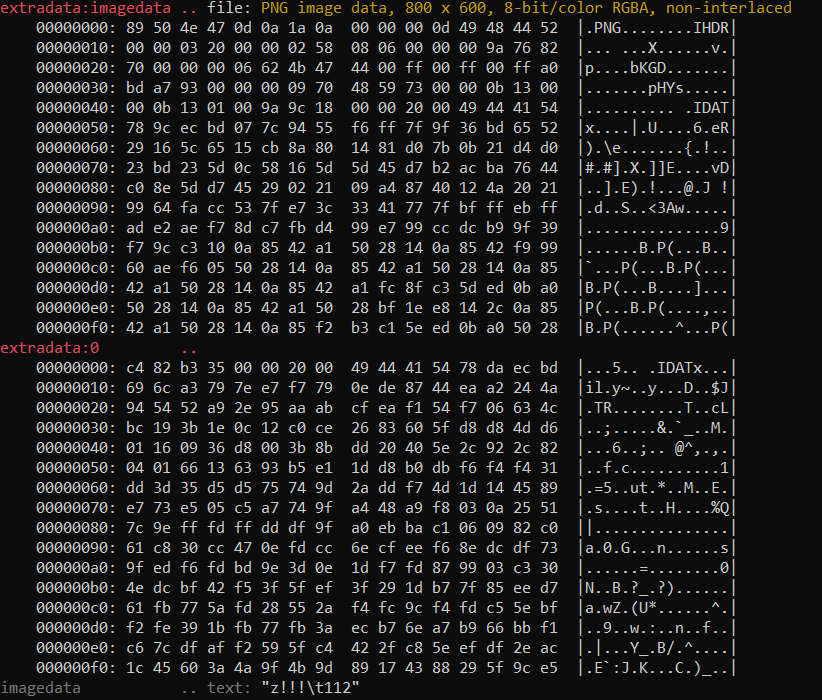 extradata:imagedata .. file: PNG image data, 800 x 600, 8-bit/color RGBA, non-interlaced
00000000: 89 50 4e 47 0d 0a 1a 0a 00 00 00 0d 49 48 44 52 |.PNG........IHDR|
00000010: 00 00 03 20 00 00 02 58 08 06 00 00 00 9a 76 82 |... ...X......v.|
00000020: 70 00 00 00 06 62 4b 47 44 00 ff 00 ff 00 ff a0 |p....bKGD.......|
00000030: bd a7 93 00 00 00 09 70 48 59 73 00 00 0b 13 00 |.......pHYs.....|
00000040: 00 0b 13 01 00 9a 9c 18 00 00 20 00 49 44 41 54 |.......... .IDAT|
00000050: 78 9c ec bd 07 7c 94 55 f6 ff 7f 9f 36 bd 65 52 |x....|.U....6.eR|
00000060: 29 16 5c 65 15 cb 8a 80 14 81 d0 7b 0b 21 d4 d0 |).\e.......{.!..|
00000070: 23 bd 23 5d 0c 58 16 5d 5d 45 d7 b2 ac ba 76 44 |#.#].X.]]E....vD|
00000080: c0 8e 5d d7 45 29 02 21 09 a4 87 40 12 4a 20 21 |..].E).!...@.J !|
00000090: 99 64 fa cc 53 7f e7 3c 33 41 77 7f bf ff eb ff |.d..S..<3Aw.....|
000000a0: ad e2 ae f7 8d c7 fb d4 99 e7 99 cc dc b9 9f 39 |...............9|
000000b0: f7 9c c3 10 0a 85 42 a1 50 28 14 0a 85 42 f9 99 |......B.P(...B..|
000000c0: 60 ae f6 05 50 28 14 0a 85 42 a1 50 28 14 0a 85 |`...P(...B.P(...|
000000d0: 42 a1 50 28 14 0a 85 42 a1 fc 8f c3 5d ed 0b a0 |B.P(...B....]...|
000000e0: 50 28 14 0a 85 42 a1 50 28 bf 1e e8 14 2c 0a 85 |P(...B.P(....,..|
000000f0: 42 a1 50 28 14 0a 85 f2 b3 c1 5e ed 0b a0 50 28 |B.P(......^...P(|
extradata:0 ..
00000000: c4 82 b3 35 00 00 20 00 49 44 41 54 78 da ec bd |...5.. .IDATx...|
00000010: 69 6c a3 79 7e e7 f7 79 0e de 87 44 ea a2 24 4a |il.y~..y...D..$J|
00000020: 94 54 52 a9 2e 95 aa ab cf ea f1 54 f7 06 63 4c |.TR........T..cL|
00000030: bc 19 3b 1e 0c 12 c0 ce 26 83 60 5f d8 d8 4d d6 |..;.....&.`_..M.|
00000040: 01 16 09 36 d8 00 3b 8b dd 20 40 5e 2c 92 2c 82 |...6..;.. @^,.,.|
00000050: 04 01 66 13 63 93 b5 e1 1d d8 b0 db f6 f4 f4 31 |..f.c..........1|
00000060: dd 3d 35 d5 d5 75 74 9d 2a dd f7 4d 1d 14 45 89 |.=5..ut.*..M..E.|
00000070: e7 73 e5 05 c5 a7 74 9f a4 48 a9 f8 03 0a 25 51 |.s....t..H....%Q|
00000080: 7c 9e ff fd ff dd df 9f a0 eb ba c1 06 09 82 c0 ||...............|
00000090: 61 c8 30 cc 47 0e fd cc 6e cf ee f6 8e dc df 73 |a.0.G...n......s|
000000a0: 9f ed f6 fd bd 9e 3d 0e 1d f7 fd 87 99 03 c3 30 |......=........0|
000000b0: 4e dc bf 42 f5 3f 5f ef 3f 29 1d b7 7f 85 ee d7 |N..B.?_.?)......|
000000c0: 61 fb 77 5a fd 28 55 2a f4 fc 9c f4 fd c5 5e bf |a.wZ.(U*......^.|
000000d0: f2 fe 39 1b fb 77 fb 3a ec b7 6e a7 b9 66 bb f1 |..9..w.:..n..f..|
000000e0: c6 7c df af f2 59 5f c4 42 2f c8 5e ef df 2e ac |.|...Y_.B/.^....|
000000f0: 1c 45 60 3a 4a 9f 4b 9d 89 17 43 88 29 5f 9c e5 |.E`:J.K...C.)_..|
imagedata .. text: "z!!!\t112"